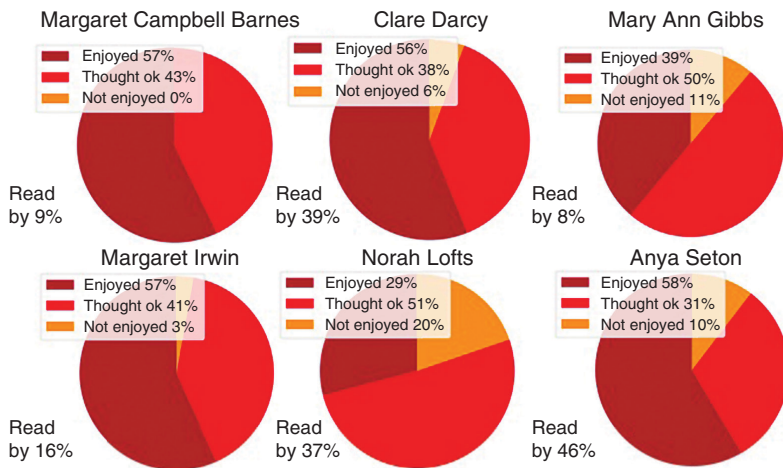 Margaret Campbell Barnes
Enjoyed 57%
Thought ok 43%
Not enjoyed 0%
Read
by 9%
Clare Darcy
Enjoyed 56%
Thought ok 38%
Not enjoyed 6%
Read
by 39%
Mary Ann Gibbs
Enjoyed 39%
Thought ok 50%
Not enjoyed 11%
Read
by 8%
Margaret Irwin
Enjoyed 57%
Thought ok 41%
Not enjoyed 3%
Read
by 16%
Norah Lofts
Enjoyed 29%
Thought ok 51%
Not enjoyed 20%
Read
by 37%
Anya Seton
Enjoyed 58%
Thought ok 31%
Not enjoyed 10%
Read
by 46%